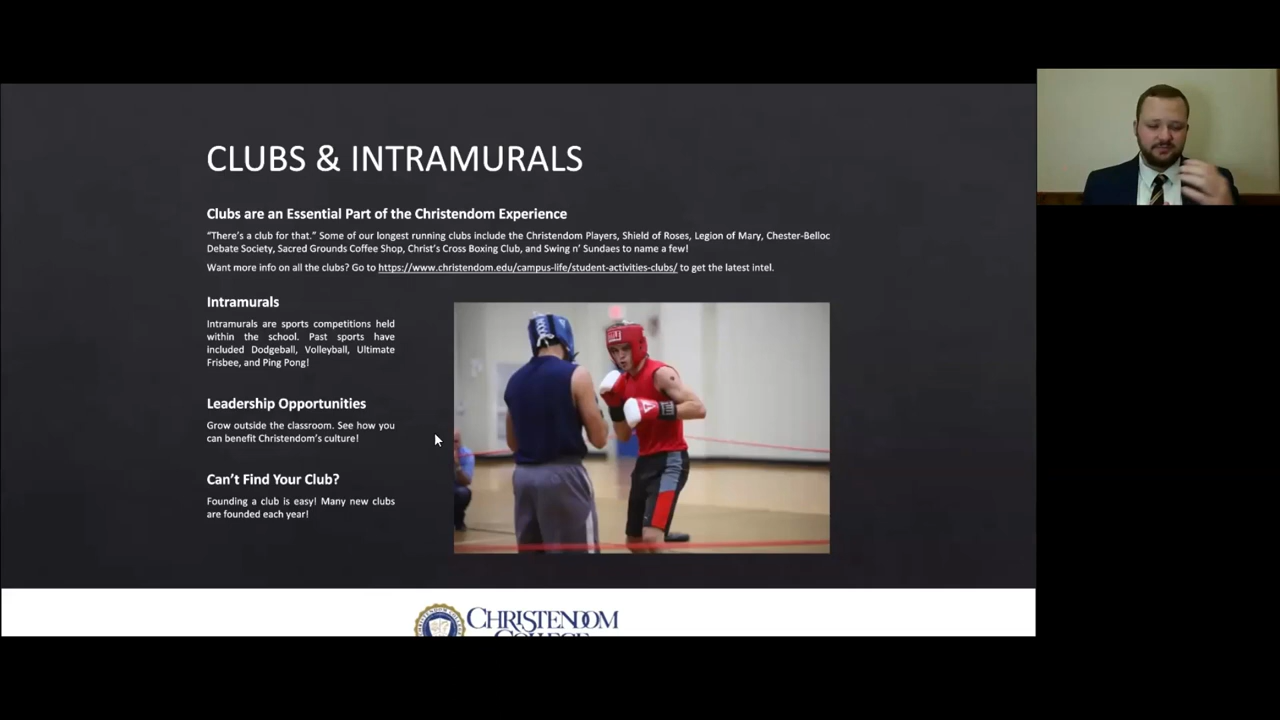 CLUBS & INTRAMURALS
Clubs are an Essential Part of the Christendom Experience
“There’s a club for that.” Some of our longest running clubs include the Christendom Players, Shield of Roses, Legion of Mary, Chester-Belloc
Debate Society, Sacred Grounds Coffee Shop, Christ’s Cross Boxing Club, and Swing n’ Sundaes to name a few!
Want more info on all the clubs? Go to https://www.christendom.edu/campus-life/student-activities-clubs/ to get the latest intel.
Intramurals
Intramurals are sports competitions held
within the school. Past sports have
included Dodgeball, Volleyball, Ultimate
Frisbee, and Ping Pong!
Leadership Opportunities
Grow outside the classroom. See how you
can benefit Christendom’s culture!
Can’t Find Your Club?
Founding a club is easy! Many new clubs
are founded each year!
CHRISTENDOM
COLLEGE